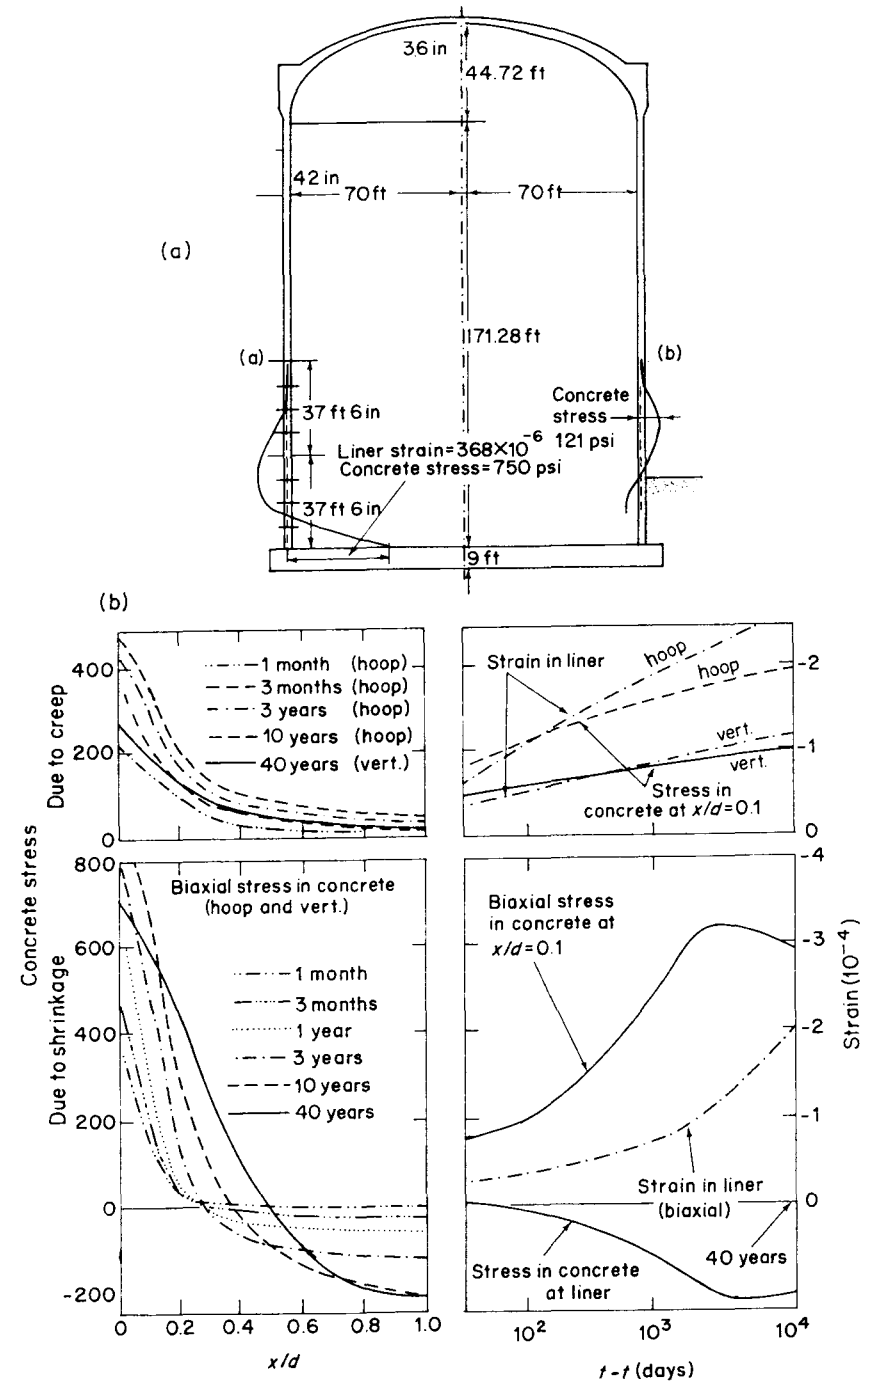 36 in
44.72 ft
42 in
70 ft
70 ft
(a)
171.28 ft
(a)
(b)
Concrete
stress
121 psi
37 ft 6 in
Liner strain=368×10⁻⁶
Concrete stress=750 psi
37 ft 6 in
9 ft
(b)
Concrete stress
Due to creep
400
200
0
1 month (hoop)
3 months (hoop)
3 years (hoop)
10 years (hoop)
40 years (vert.)
Strain in liner
hoop
hoop
vert.
vert.
Stress in
concrete at x/d=0.1
-2
-1
0
Due to shrinkage
800
600
400
200
0
-200
Biaxial stress in concrete
(hoop and vert.)
1 month
3 months
1 year
3 years
10 years
40 years
0 0.2 0.4 0.6 0.8 1.0
x/d
Biaxial stress
in concrete at
x/d=0.1
Strain in liner
(biaxial)
40 years
Stress in concrete
at liner
-4
-3
-2
-1
0
Strain (10⁻⁴)
10² 10³ 10⁴
t-t (days)